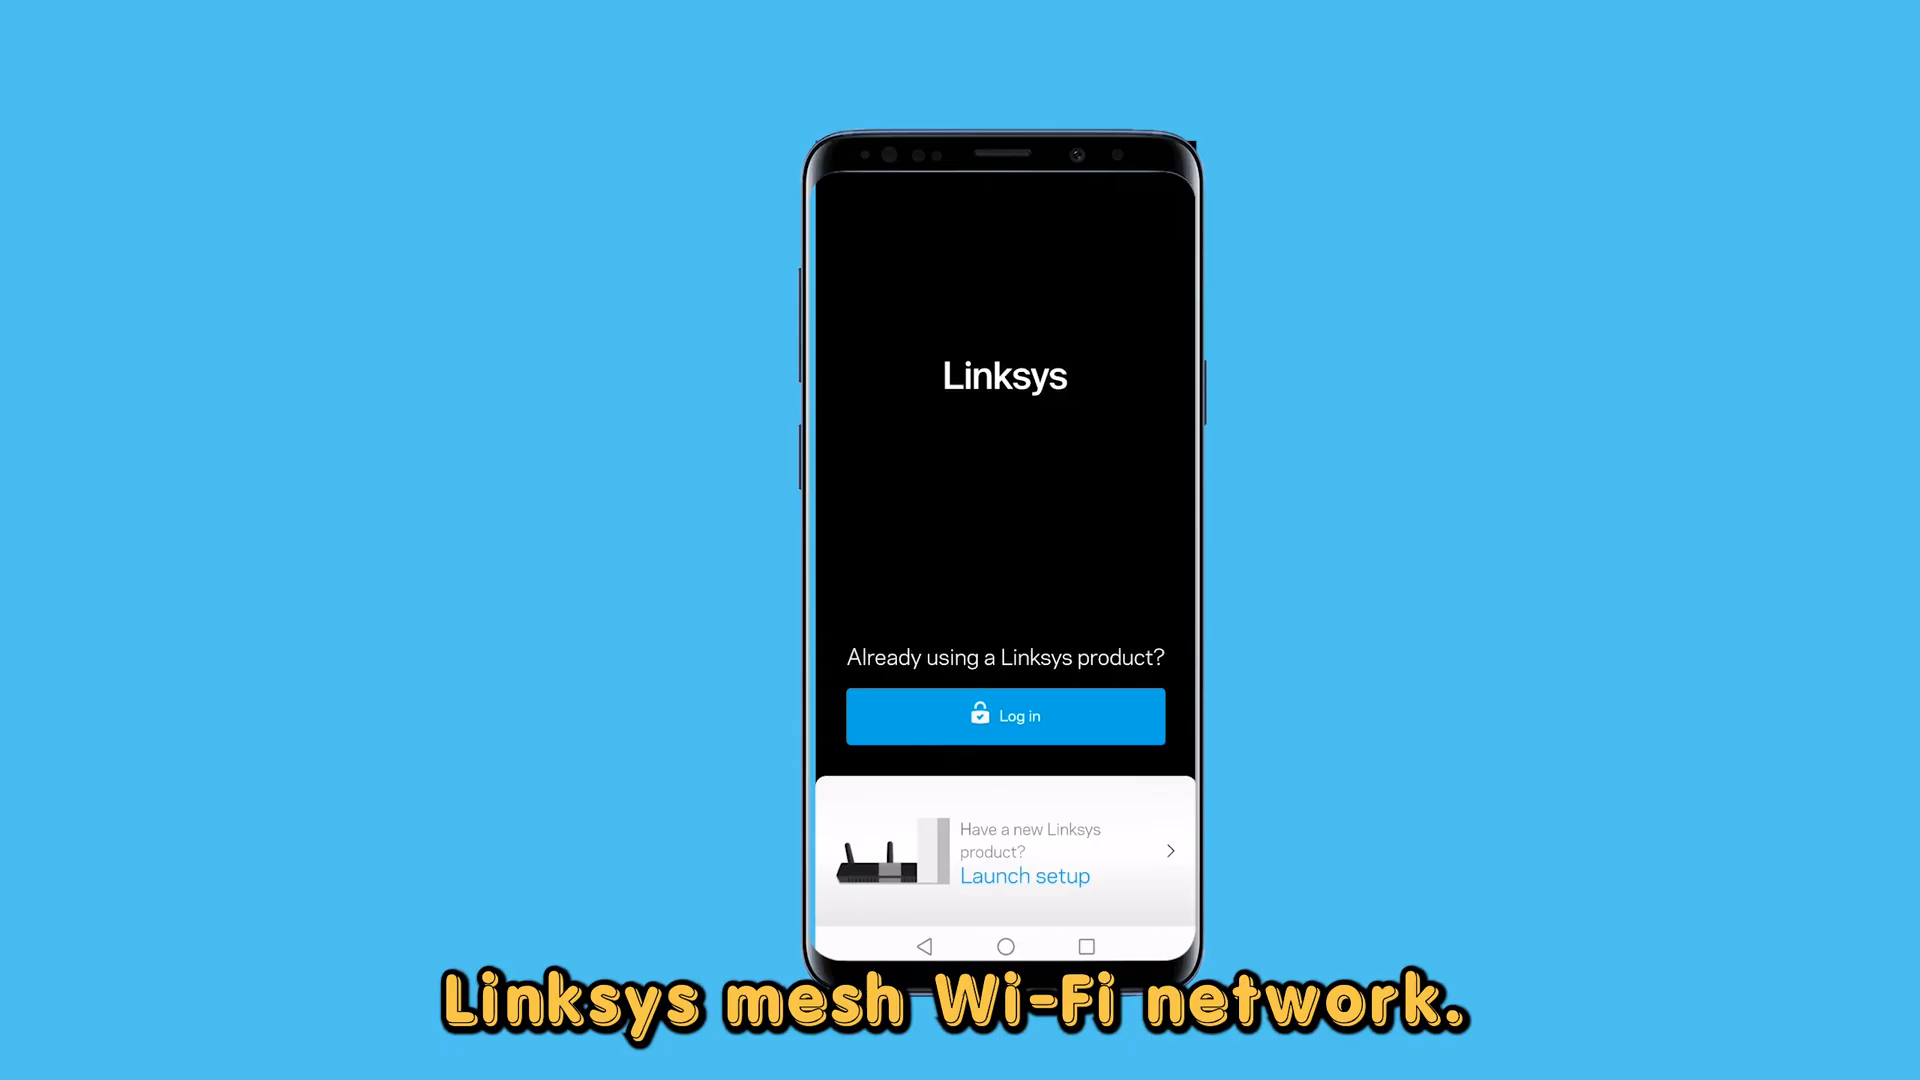 Linksys
Already using a Linksys product?
Log in
Have a new Linksys
product?
Launch setup
Linksys mesh Wi-Fi network.